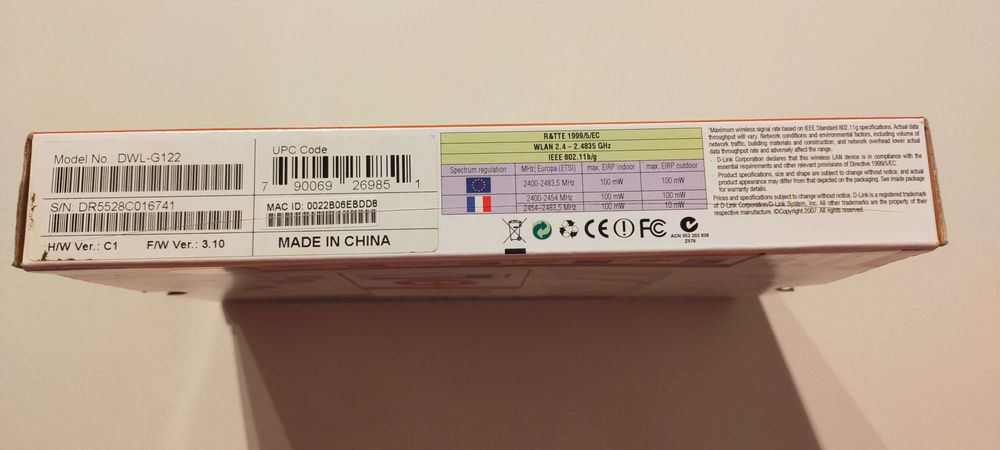 Model No. DWL-G122
S/N DR5528C016741
H/W Ver.: C1 F/W Ver.: 3.10
UPC Code
7 90069 26985 1
MAC ID: 0022B06EBDD8
MADE IN CHINA
R&TTE 1999/5/EC
WLAN 2.4 – 2.4835 GHz
IEEE 802.11b/g
Spectrum regulation MHz, Europa (ETSI) max. EIRP indoor max. EIRP outdoor
2400-2483,5 MHz 100 mW 100 mW
2400-2454 MHz 100 mW 100 mW
2454–2483,5 MHz 100 mW 10 mW
CE FC
ACN 052 202 838
Z576
*Maximum wireless signal rate based on IEEE Standard 802.11g specifications. Actual data
throughput will vary. Network conditions and environmental factors, including volume of
network traffic, building materials and construction, and network overhead lower actual
data throughput rate and adversely affect the range.
D-Link Corporation declares that this wireless LAN device is in compliance with the
essential requirements and other relevant provisions of Directive 1999/5/EC.
Product specifications, size and shape are subject to change without notice, and actual
product appearance may differ from that depicted on the packaging. See inside package
for warranty details.
Prices and specifications subject to change without notice. D-Link is a registered trademark
of D-Link Corporation/D-Link System, Inc. All other trademarks are the property of their
respective manufacture. ©Copyright 2007. All rights reserved.